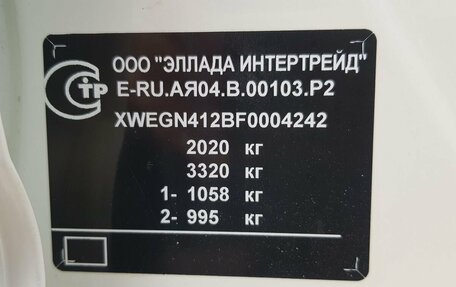 ООО "ЭЛЛАДА ИНТЕРТРЕЙД"
E-RU.АЯ04.В.00103.Р2
XWEGN412BF0004242
2020 кг
3320 кг
1- 1058 кг
2- 995 кг